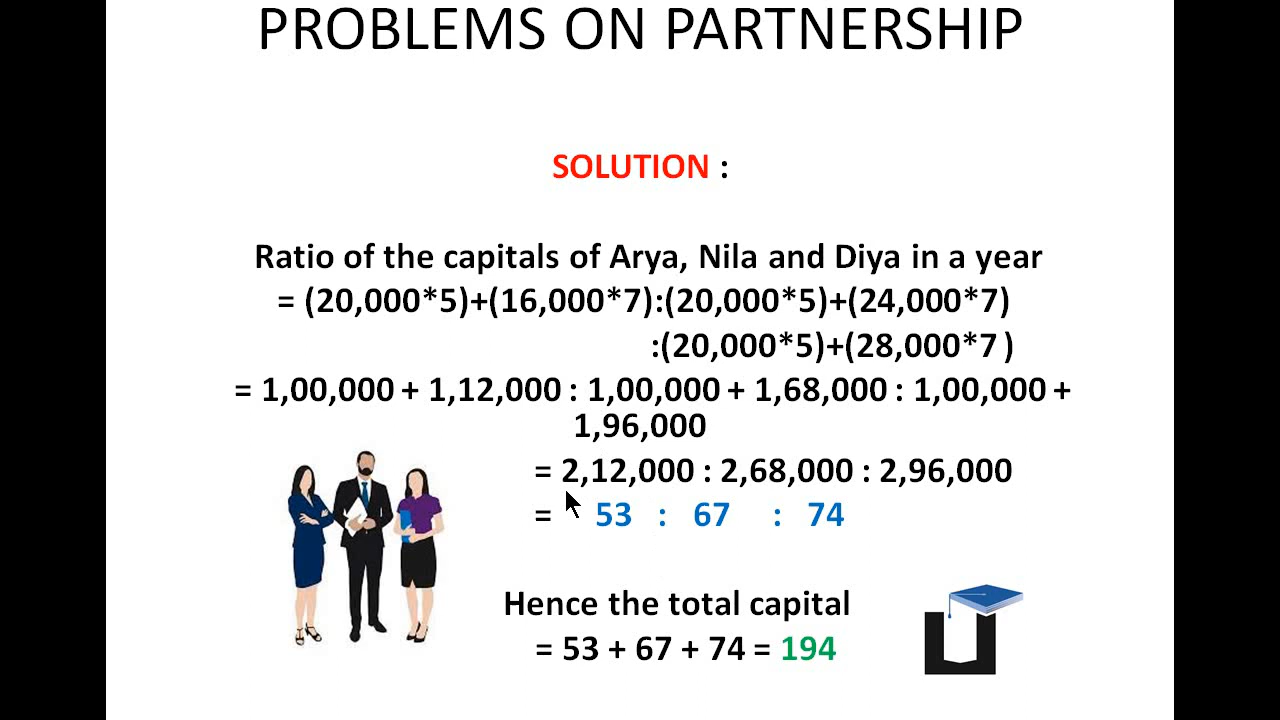 PROBLEMS ON PARTNERSHIP
SOLUTION :
Ratio of the capitals of Arya, Nila and Diya in a year
= (20,000*5)+(16,000*7):(20,000*5)+(24,000*7)
:(20,000*5)+(28,000*7 )
= 1,00,000 + 1,12,000 : 1,00,000 + 1,68,000 : 1,00,000 +
1,96,000
= 2,12,000 : 2,68,000 : 2,96,000
= 53 : 67 : 74
Hence the total capital
= 53 + 67 + 74 = 194